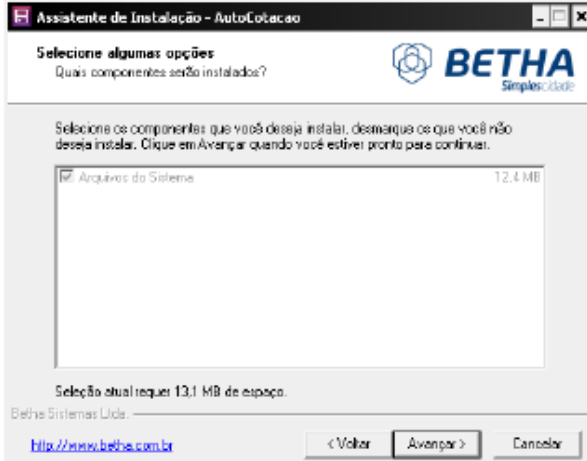 Assistente de Instalação - AutoCotacao
Selecione algumas opções
Quais componentes serão instalados?
BETHA
Simplescidade
Selecione os componentes que você deseja instalar, desmarque os que você não
deseja instalar. Clique em Avançar quando você estiver pronto para continuar.
Arquivos do Sistema 12,4 MB
Seleção atual requer 13,1 MB de espaço.
Betha Sistemas Ltda.
http://www.betha.com.br < Voltar Avançar > Cancelar